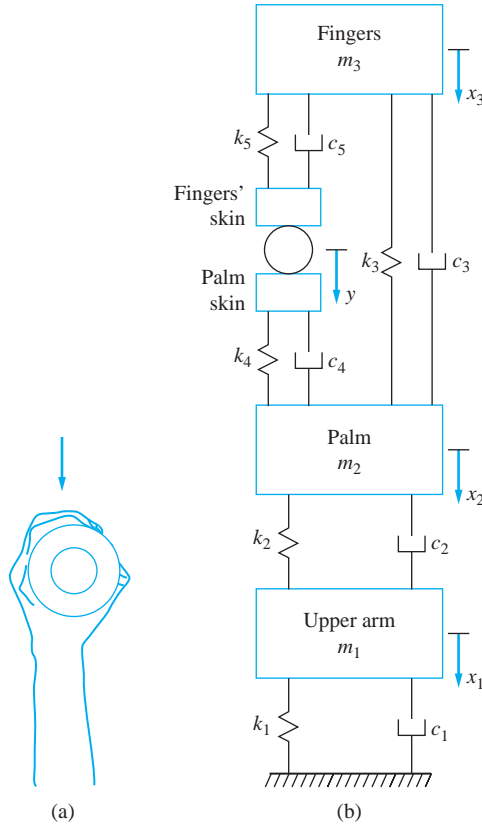 Fingers
m3
x3
k5
c5
Fingers'
skin
k3
c3
Palm
skin
y
k4
c4
Palm
m2
x2
k2
c2
Upper arm
m1
x1
k1
c1
(a)
(b)